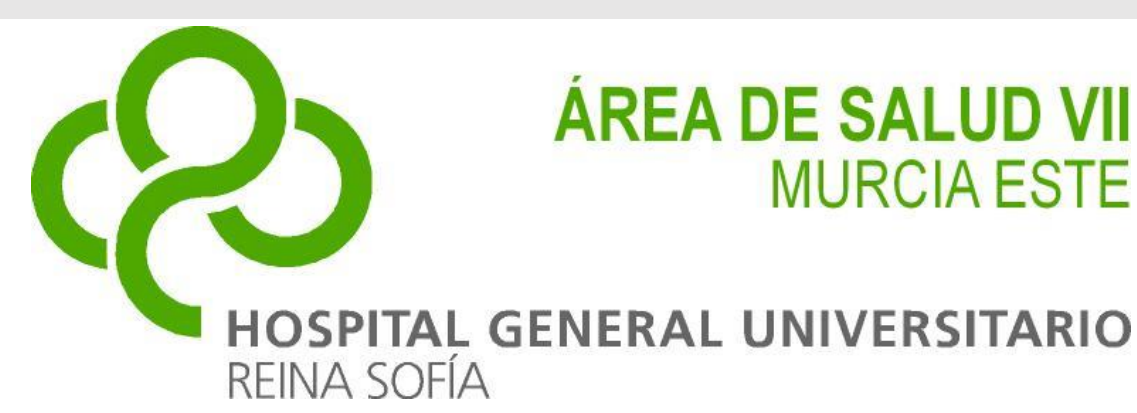 ÁREA DE SALUD VII
MURCIA ESTE
HOSPITAL GENERAL UNIVERSITARIO
REINA SOFÍA